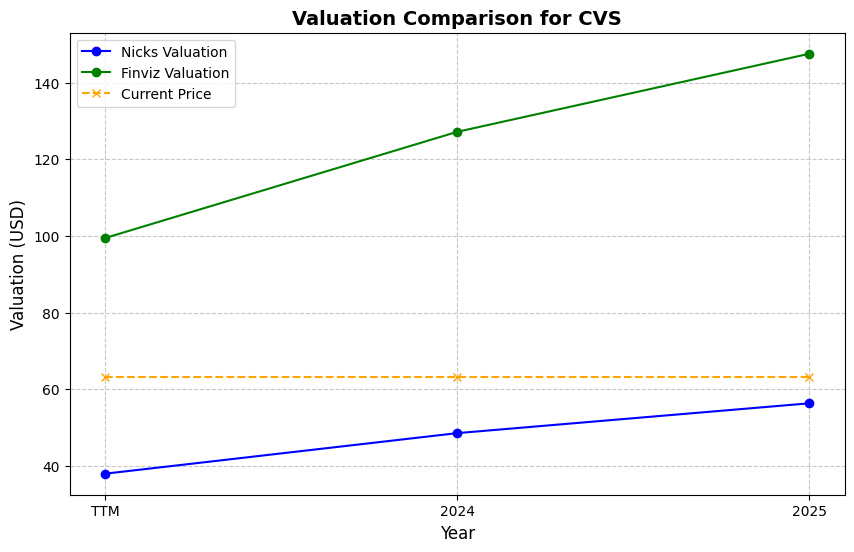 Valuation Comparison for CVS
Nicks Valuation
Finviz Valuation
Current Price
Valuation (USD)
140
120
100
80
60
40
TTM
2024
2025
Year